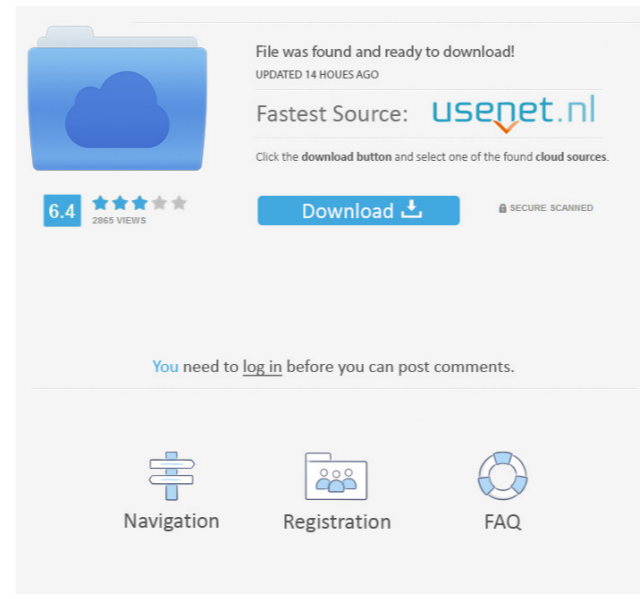 File was found and ready to download!
UPDATED 14 HOUES AGO
Fastest Source: usenet.nl
Click the download button and select one of the found cloud sources.
6.4
2865 VIEWS
Download
SECURE SCANNED
You need to log in before you can post comments.
Navigation
Registration
FAQ